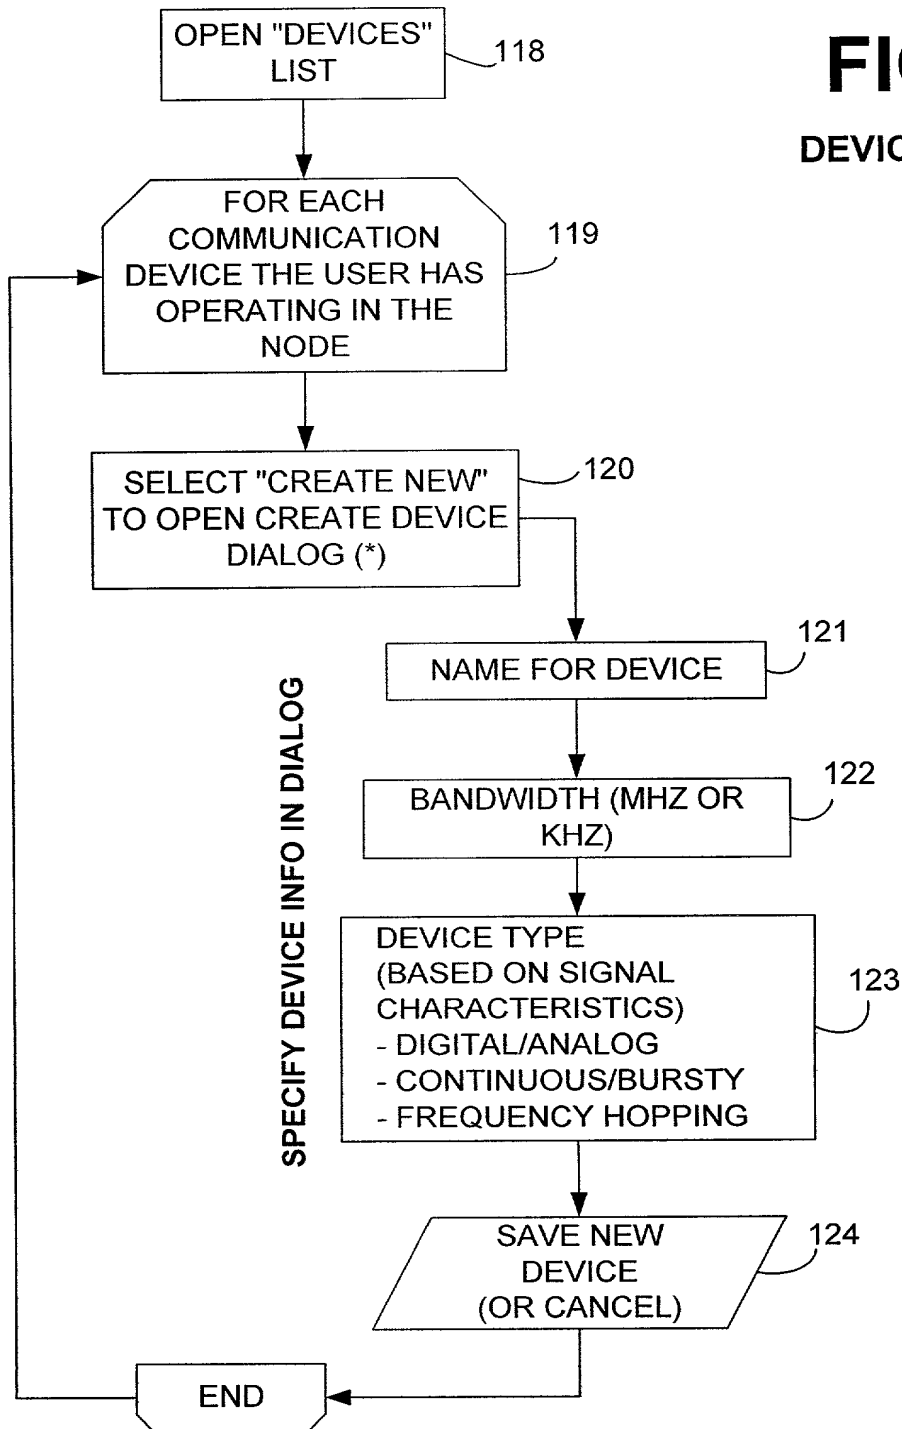 OPEN "DEVICES"
LIST
118
FOR EACH
COMMUNICATION
DEVICE THE USER HAS
OPERATING IN THE
NODE
119
SELECT "CREATE NEW"
TO OPEN CREATE DEVICE
DIALOG (*)
120
NAME FOR DEVICE
121
SPECIFY DEVICE INFO IN DIALOG
BANDWIDTH (MHZ OR
KHZ)
122
DEVICE TYPE
(BASED ON SIGNAL
CHARACTERISTICS)
- DIGITAL/ANALOG
- CONTINUOUS/BURSTY
- FREQUENCY HOPPING
123
SAVE NEW
DEVICE
(OR CANCEL)
124
END